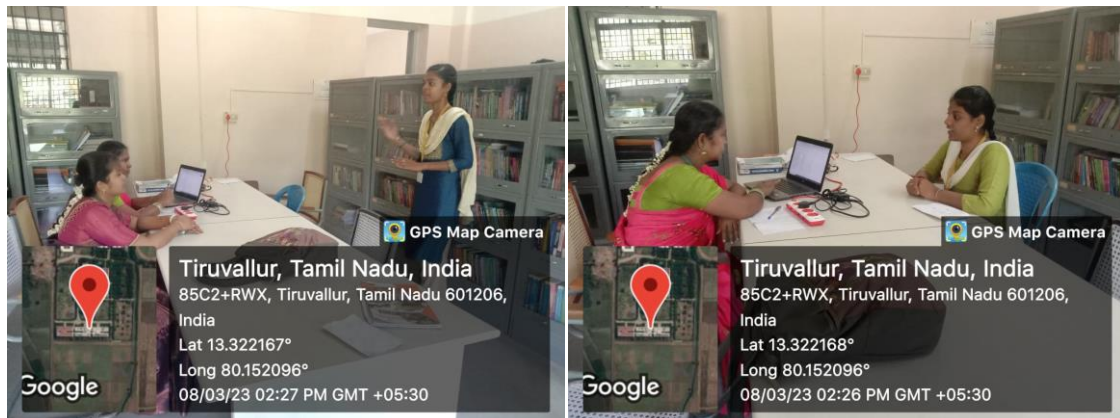 GPS Map Camera
Tiruvallur, Tamil Nadu, India
85C2+RWX, Tiruvallur, Tamil Nadu 601206,
India
Lat 13.322167°
Long 80.152096°
08/03/23 02:27 PM GMT +05:30
Google
GPS Map Camera
Tiruvallur, Tamil Nadu, India
85C2+RWX, Tiruvallur, Tamil Nadu 601206,
India
Lat 13.322168°
Long 80.152096°
08/03/23 02:26 PM GMT +05:30
Google